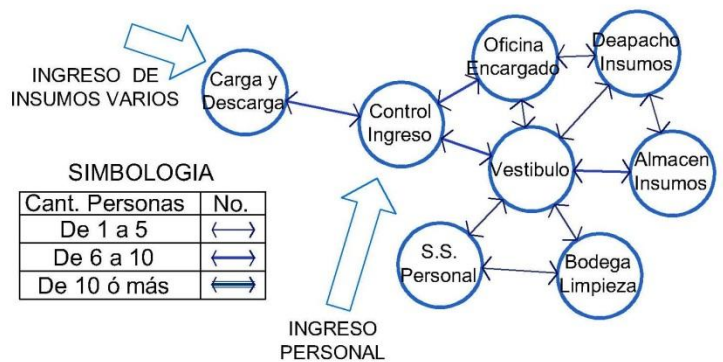 INGRESO DE
INSUMOS VARIOS
Carga y
Descarga
Control
Ingreso
Oficina
Encargado
Deapacho
Insumos
Vestibulo
Almacen
Insumos
S.S.
Personal
Bodega
Limpieza
INGRESO
PERSONAL
SIMBOLOGIA
Cant. Personas No.
De 1 a 5
De 6 a 10
De 10 ó más